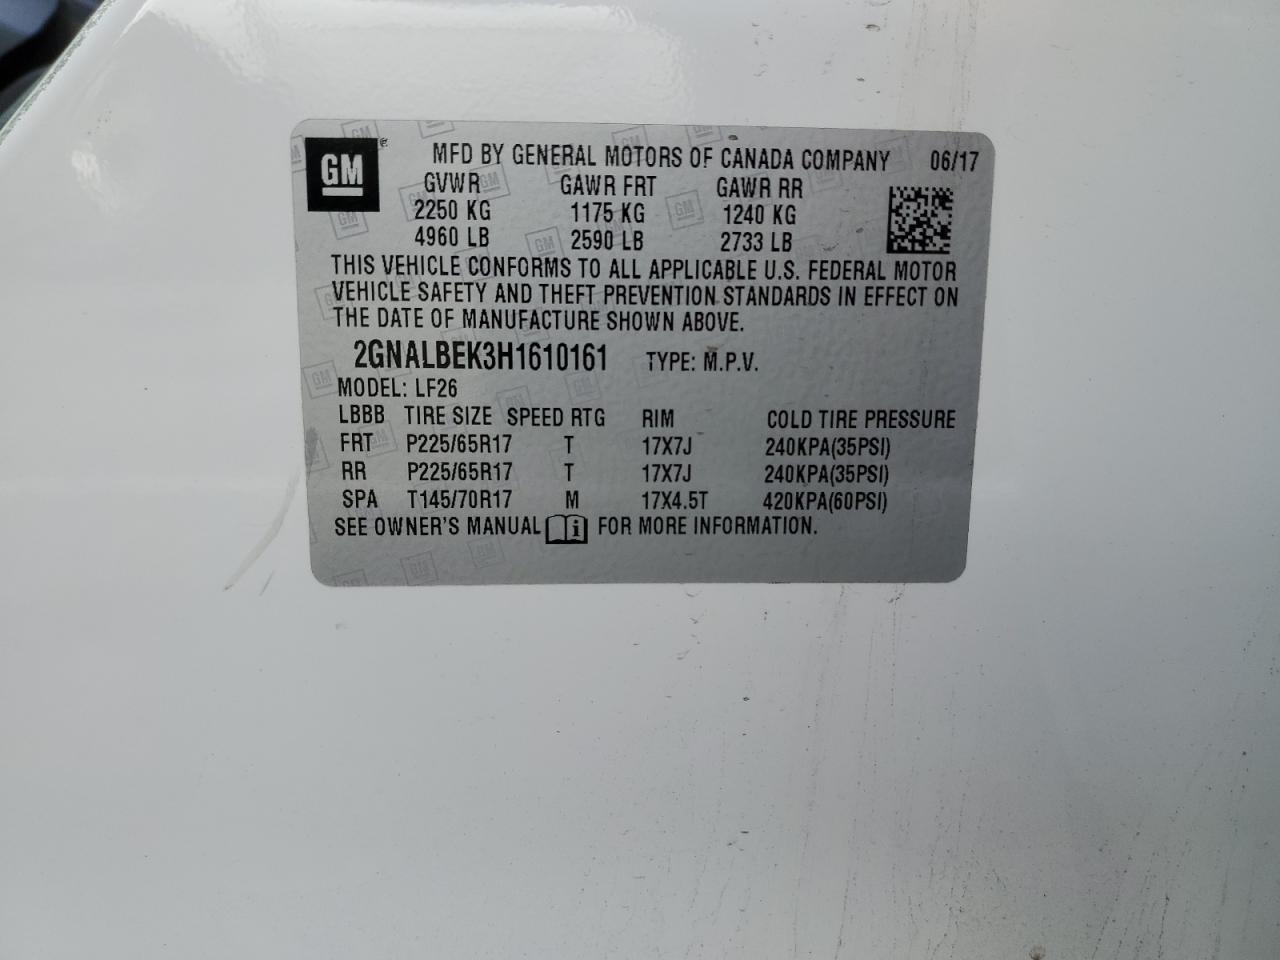 GM
MFD BY GENERAL MOTORS OF CANADA COMPANY 06/17
GVWR GAWR FRT GAWR RR
2250 KG 1175 KG 1240 KG
4960 LB 2590 LB 2733 LB
THIS VEHICLE CONFORMS TO ALL APPLICABLE U.S. FEDERAL MOTOR
VEHICLE SAFETY AND THEFT PREVENTION STANDARDS IN EFFECT ON
THE DATE OF MANUFACTURE SHOWN ABOVE.
2GNALBEK3H1610161 TYPE: M.P.V.
MODEL: LF26
LBBB TIRE SIZE SPEED RTG RIM COLD TIRE PRESSURE
FRT P225/65R17 T 17X7J 240KPA(35PSI)
RR P225/65R17 T 17X7J 240KPA(35PSI)
SPA T145/70R17 M 17X4.5T 420KPA(60PSI)
SEE OWNER'S MANUAL FOR MORE INFORMATION.